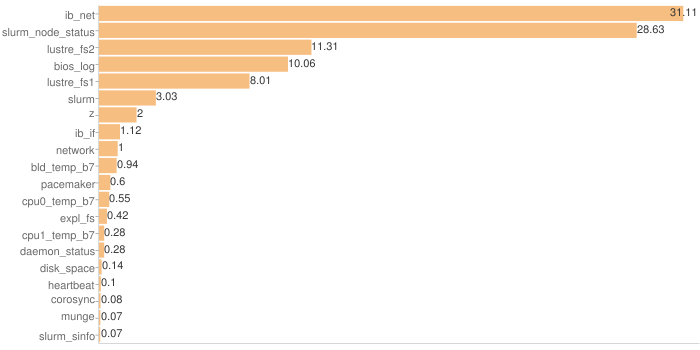 ib_net 31.11
slurm_node_status 28.63
lustre_fs2 11.31
bios_log 10.06
lustre_fs1 8.01
slurm 3.03
z 2
ib_if 1.12
network 1
bld_temp_b7 0.94
pacemaker 0.6
cpu0_temp_b7 0.55
expl_fs 0.42
cpu1_temp_b7 0.28
daemon_status 0.28
disk_space 0.14
heartbeat 0.1
corosync 0.08
munge 0.07
slurm_sinfo 0.07